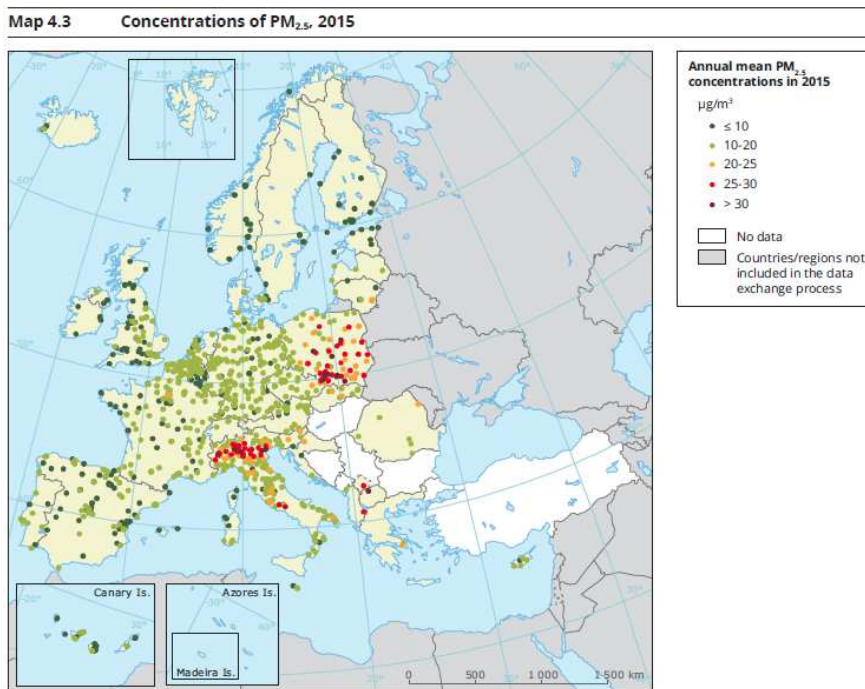 Map 4.3 Concentrations of PM2.5, 2015
Annual mean PM2.5
concentrations in 2015
µg/m³
≤ 10
10-20
20-25
25-30
> 30
No data
Countries/regions not
included in the data
exchange process
Canary Is.
Azores Is.
Madeira Is.
0 500 1 000 1 500 km